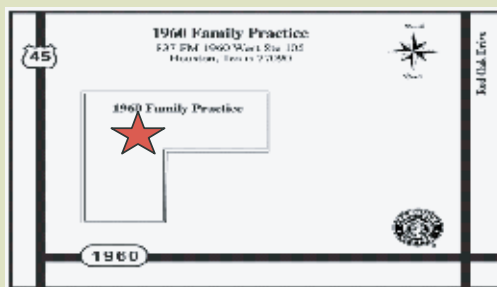 1960 Family Practice
837 FM 1960 West Ste 105
Houston, Texas 77090
45
Red Oak Drive
1960 Family Practice
1960